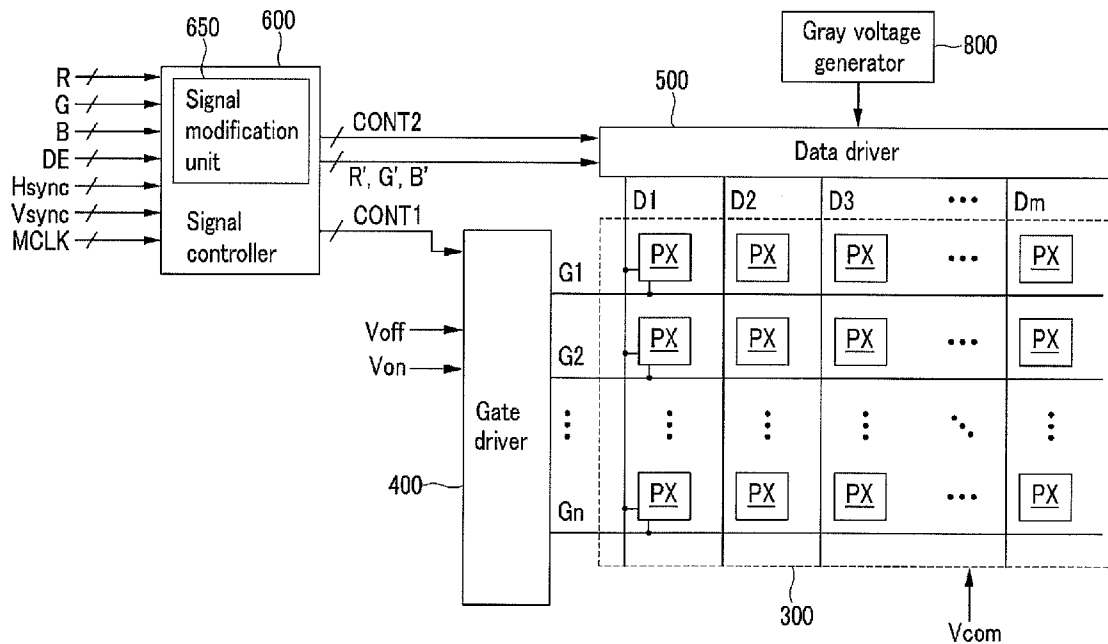 650
600
R
G
B
DE
Hsync
Vsync
MCLK
Signal
modification
unit
Signal
controller
CONT2
R', G', B'
CONT1
Gray voltage
generator
800
500
Data driver
D1 D2 D3 ••• Dm
Voff
Von
Gate
driver
400
G1
PX PX PX ••• PX
G2
PX PX PX ••• PX
Gn
PX PX PX ••• PX
300
Vcom